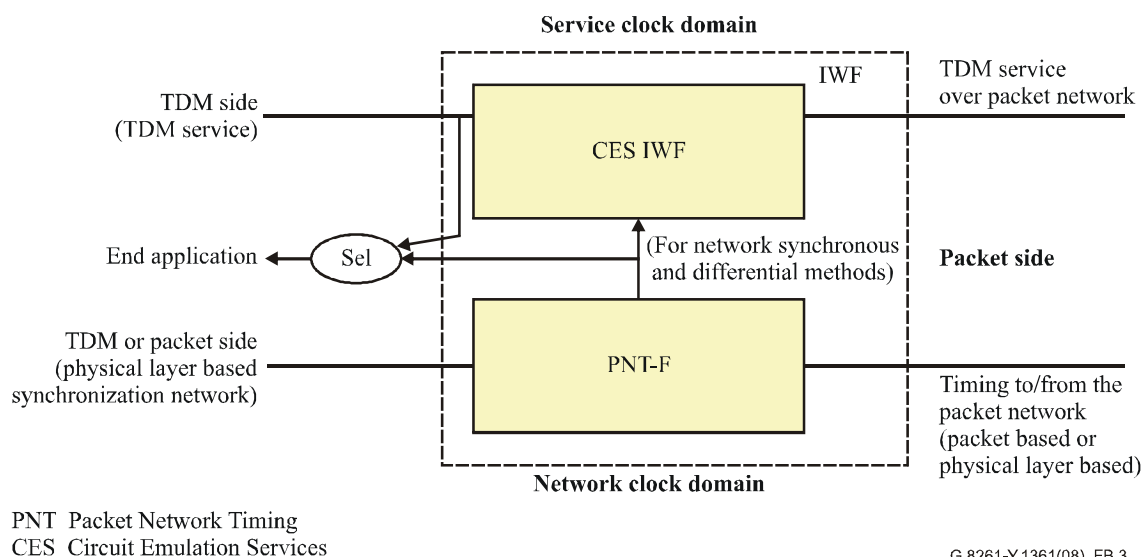 Service clock domain
IWF
TDM side
(TDM service)
CES IWF
TDM service
over packet network
End application
Sel
(For network synchronous
and differential methods)
Packet side
TDM or packet side
(physical layer based
synchronization network)
PNT-F
Timing to/from the
packet network
(packet based or
physical layer based)
Network clock domain
PNT Packet Network Timing
CES Circuit Emulation Services
G.8261-Y.1361(08)_FB.3